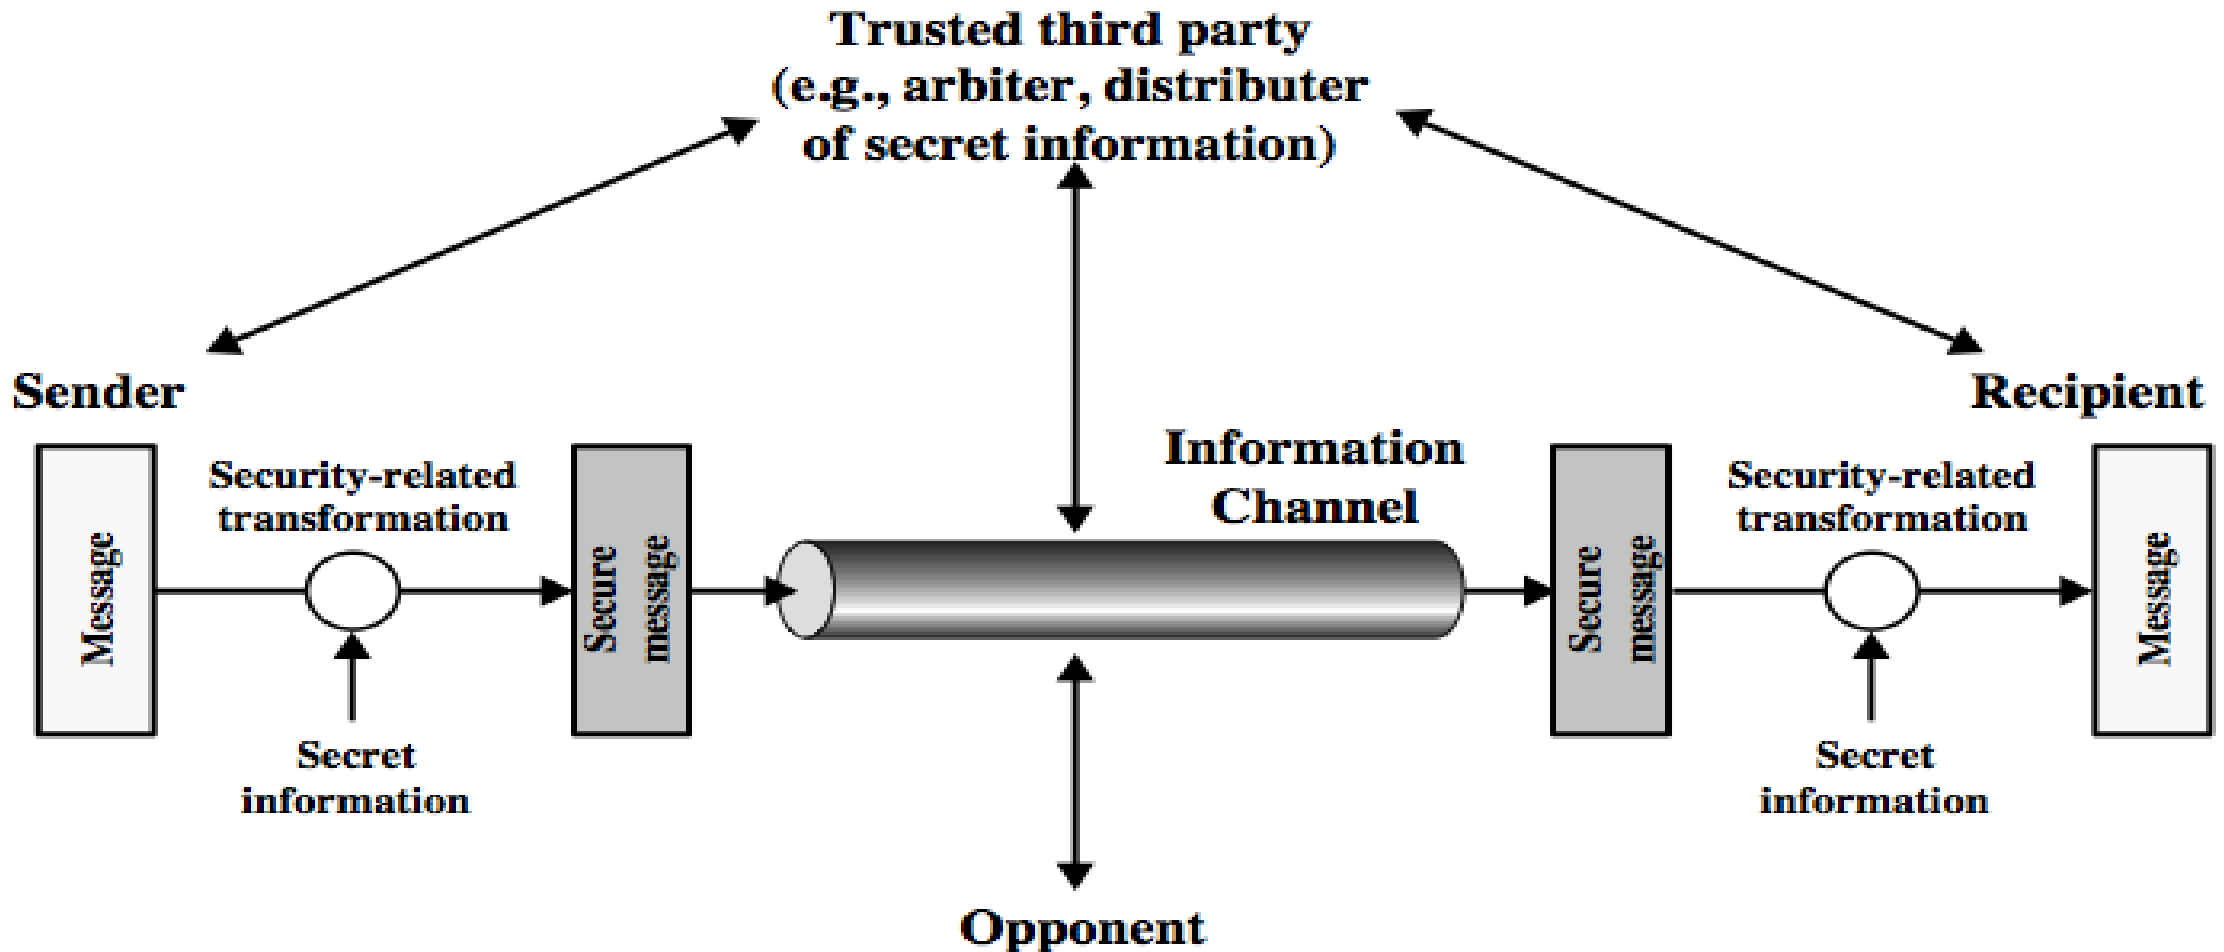 Trusted third party
(e.g., arbiter, distributer
of secret information)
Sender
Recipient
Information
Channel
Security-related
transformation
Security-related
transformation
Message
Secure
message
Secure
message
Message
Secret
information
Secret
information
Opponent